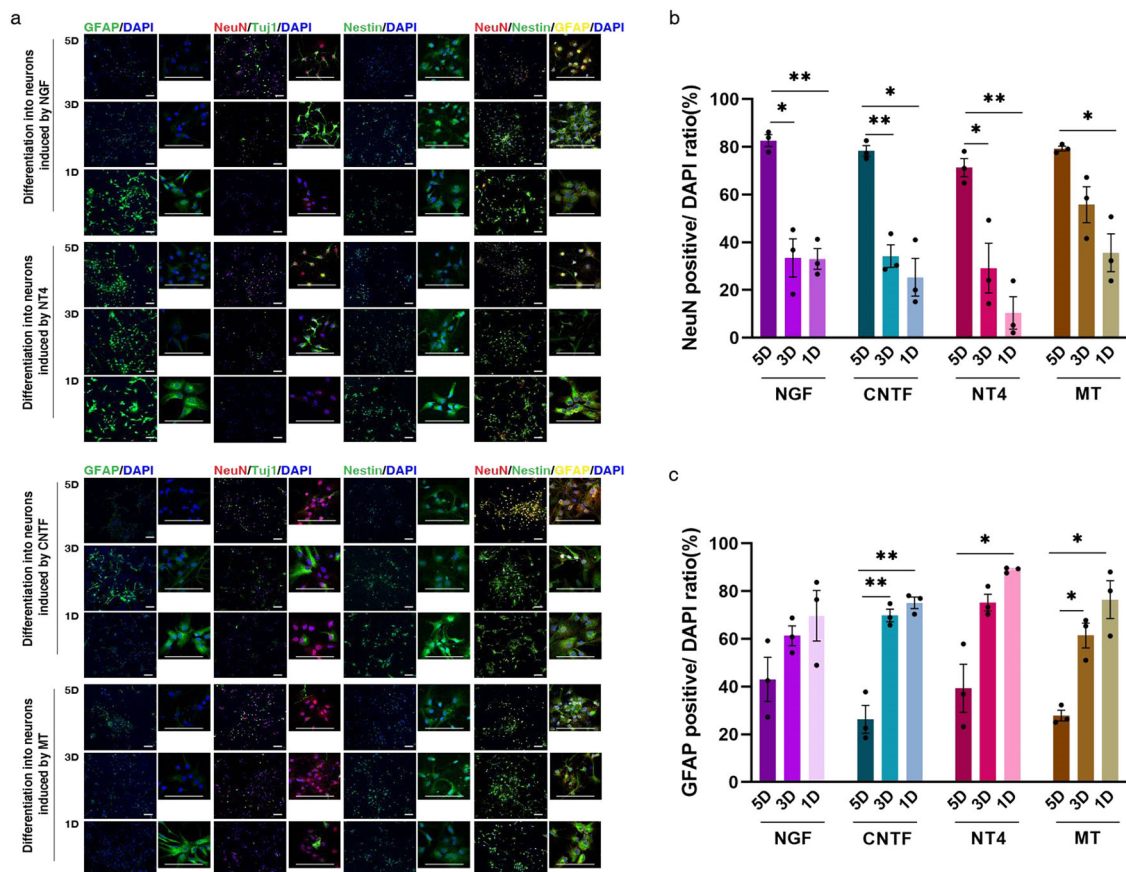 a
GFAP/DAPI NeuN/Tuj1/DAPI Nestin/DAPI NeuN/Nestin/GFAP/DAPI
Differentiation into neurons
induced by NGF
5D
3D
1D
Differentiation into neurons
induced by NT4
5D
3D
1D
GFAP/DAPI NeuN/Tuj1/DAPI Nestin/DAPI NeuN/Nestin/GFAP/DAPI
Differentiation into neurons
induced by CNTF
5D
3D
1D
Differentiation into neurons
induced by MT
5D
3D
1D
b
NeuN positive/ DAPI ratio(%)
100
80
60
40
20
0
** * ** *
* ** *
5D 3D 1D 5D 3D 1D 5D 3D 1D 5D 3D 1D
NGF CNTF NT4 MT
c
GFAP positive/ DAPI ratio(%)
100
80
60
40
20
0
** * *
** *
5D 3D 1D 5D 3D 1D 5D 3D 1D 5D 3D 1D
NGF CNTF NT4 MT